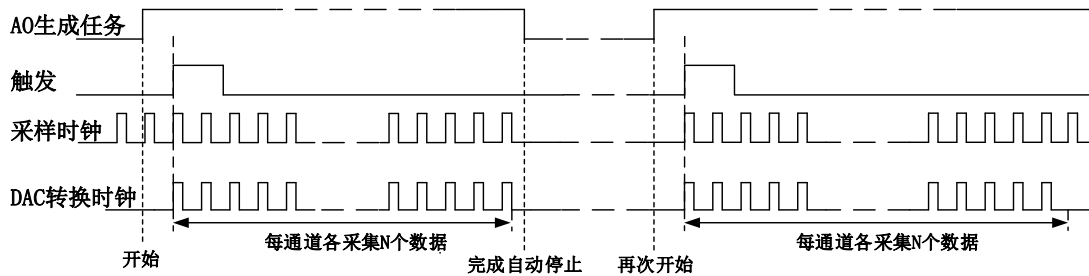 AO生成任务
触发
采样时钟
DAC转换时钟
每通道各采集N个数据
每通道各采集N个数据
开始
完成自动停止
再次开始